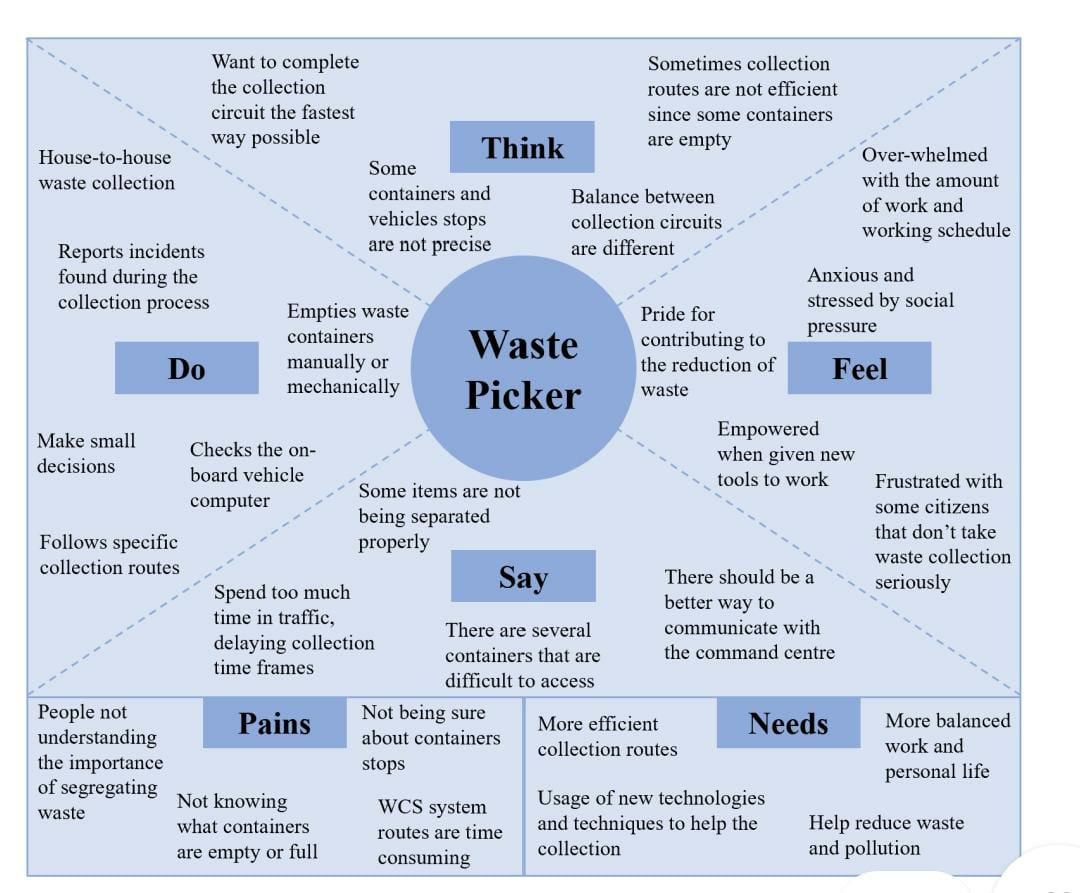 Want to complete
the collection
circuit the fastest
way possible
Think
Some
containers and
vehicles stops
are not precise
Sometimes collection
routes are not efficient
since some containers
are empty
Balance between
collection circuits
are different
House-to-house
waste collection
Reports incidents
found during the
collection process
Do
Empties waste
containers
manually or
mechanically
Make small
decisions
Checks the on-
board vehicle
computer
Follows specific
collection routes
Waste
Picker
Over-whelmed
with the amount
of work and
working schedule
Anxious and
stressed by social
pressure
Pride for
contributing to
the reduction of
waste
Feel
Empowered
when given new
tools to work
Frustrated with
some citizens
that don’t take
waste collection
seriously
Some items are not
being separated
properly
Say
Spend too much
time in traffic,
delaying collection
time frames
There are several
containers that are
difficult to access
There should be a
better way to
communicate with
the command centre
Pains
People not
understanding
the importance
of segregating
waste
Not being sure
about containers
stops
Not knowing
what containers
are empty or full
WCS system
routes are time
consuming
Needs
More efficient
collection routes
More balanced
work and
personal life
Usage of new technologies
and techniques to help the
collection
Help reduce waste
and pollution